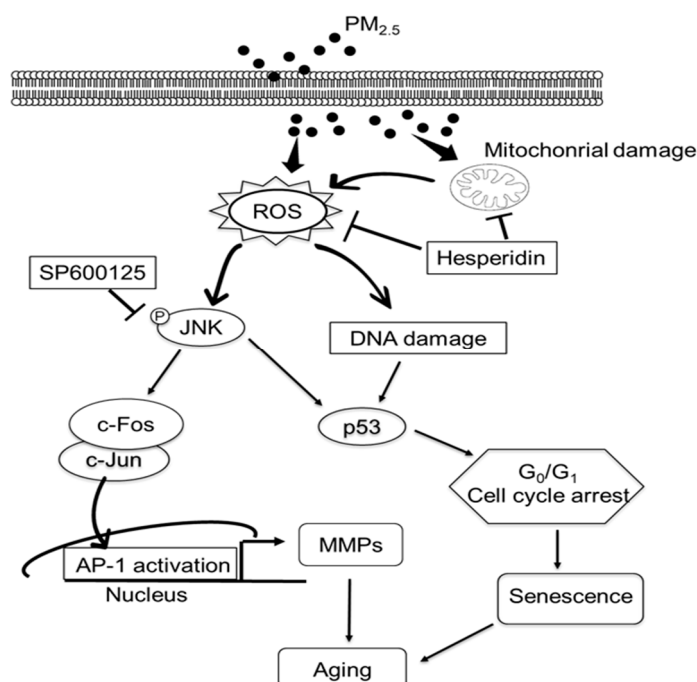 PM2.5
Mitochonrial damage
ROS
Hesperidin
SP600125
P
JNK
DNA damage
c-Fos
p53
c-Jun
G0/G1
Cell cycle arrest
MMPs
AP-1 activation
Nucleus
Senescence
Aging